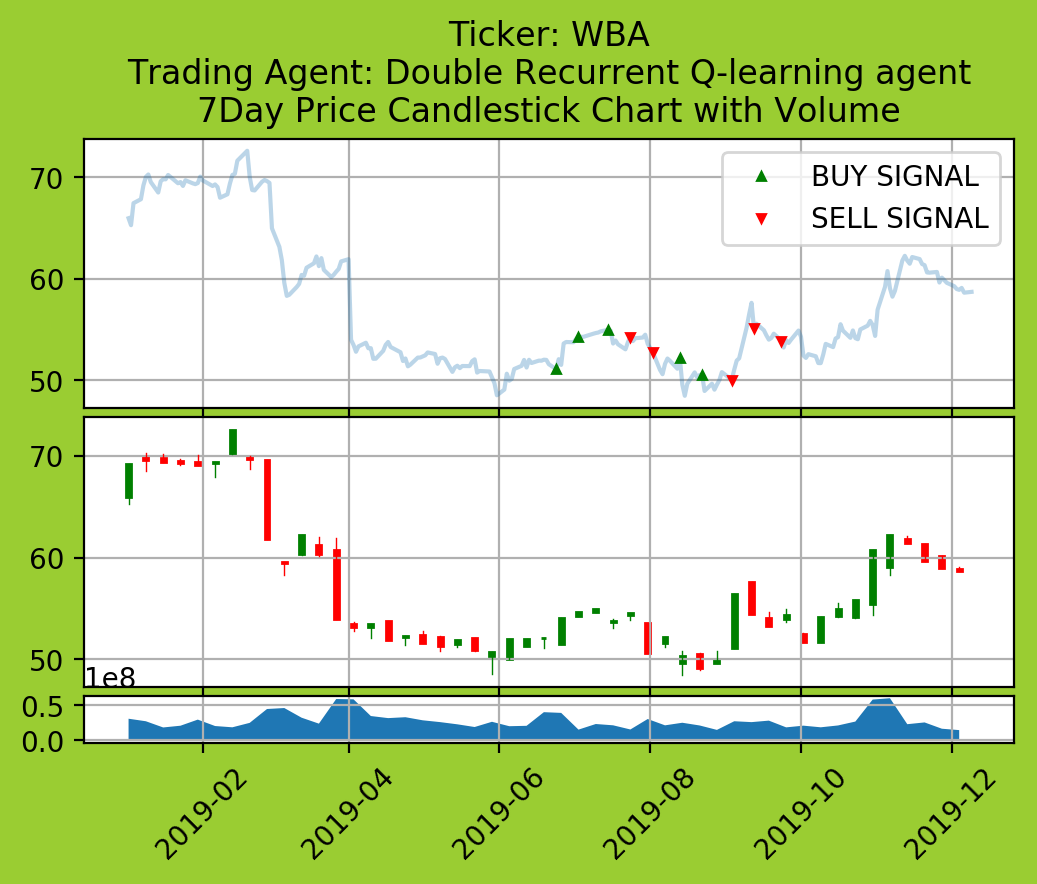 Ticker: WBA
Trading Agent: Double Recurrent Q-learning agent
7Day Price Candlestick Chart with Volume
70
60
50
BUY SIGNAL
SELL SIGNAL
70
60
50
1e8
0.5
0.0
2019-02
2019-04
2019-06
2019-08
2019-10
2019-12